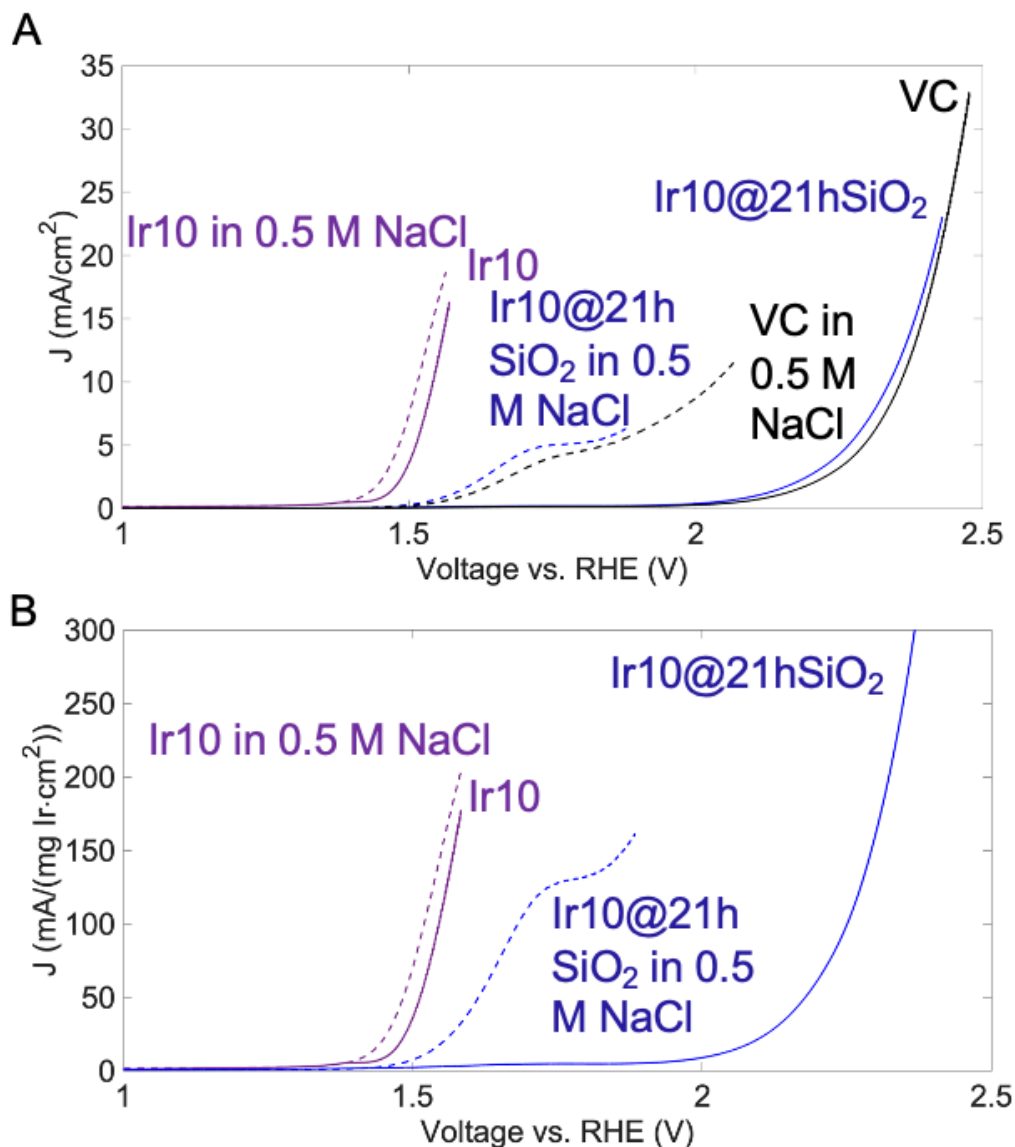 A
35
30
25
20
15
10
5
0
J (mA/cm²)
VC
Ir10@21hSiO₂
Ir10 in 0.5 M NaCl
Ir10
Ir10@21h
SiO₂ in 0.5
M NaCl
VC in
0.5 M
NaCl
1
1.5
2
2.5
Voltage vs. RHE (V)
B
300
250
200
150
100
50
0
J (mA/(mg Ir·cm²))
Ir10@21hSiO₂
Ir10 in 0.5 M NaCl
Ir10
Ir10@21h
SiO₂ in 0.5
M NaCl
1
1.5
2
2.5
Voltage vs. RHE (V)